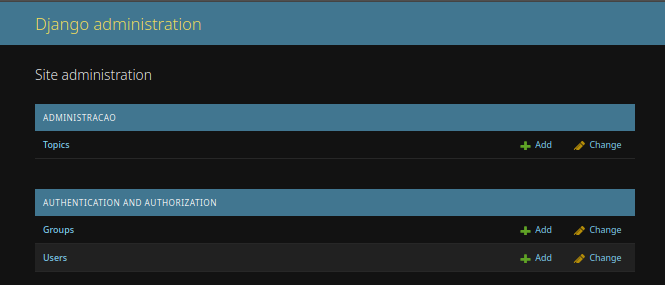 Django administration
Site administration
ADMINISTRACAO
Topics Add Change
AUTHENTICATION AND AUTHORIZATION
Groups Add Change
Users Add Change